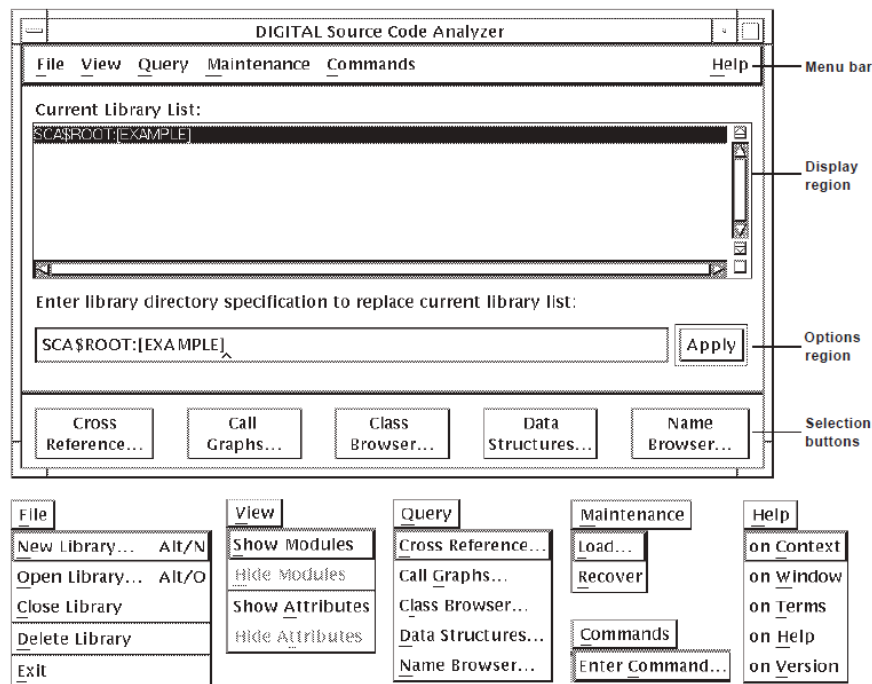 DIGITAL Source Code Analyzer
File View Query Maintenance Commands Help
Menu bar
Current Library List:
SCA$ROOT:[EXAMPLE]
Display
region
Enter library directory specification to replace current library list:
SCA$ROOT:[EXAMPLE]
Apply
Options
region
Cross
Reference...
Call
Graphs...
Class
Browser...
Data
Structures...
Name
Browser...
Selection
buttons
File
New Library... Alt/N
Open Library... Alt/O
Close Library
Delete Library
Exit
View
Show Modules
Hide Modules
Show Attributes
Hide Attributes
Query
Cross Reference...
Call Graphs...
Class Browser...
Data Structures...
Name Browser...
Maintenance
Load...
Recover
Commands
Enter Command...
Help
on Context
on Window
on Terms
on Help
on Version